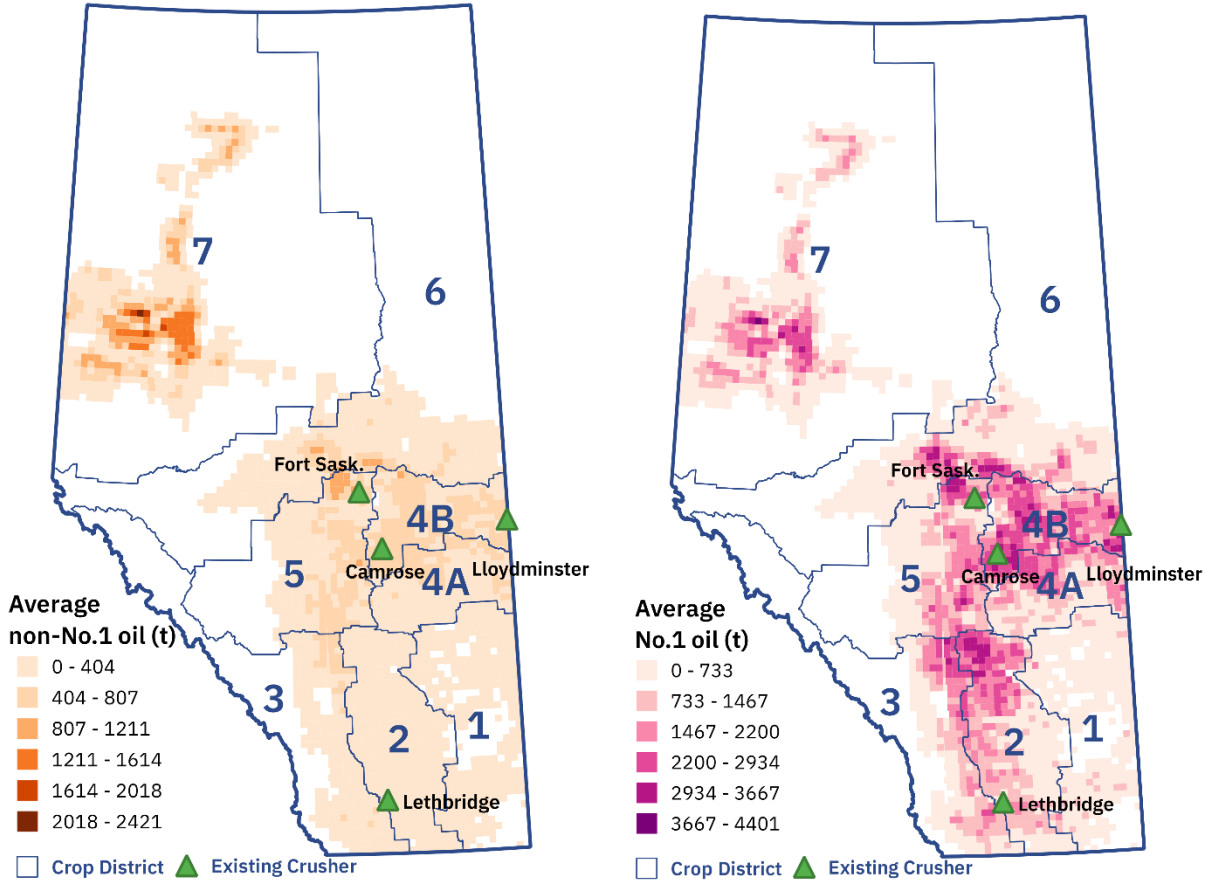 7
6
Fort Sask.
4B
5
Camrose
4A
Lloydminster
Average
non-No.1 oil (t)
0 - 404
404 - 807
807 - 1211
1211 - 1614
1614 - 2018
2018 - 2421
3
2
1
Lethbridge
Crop District
Existing Crusher
7
6
Fort Sask.
4B
5
Camrose
4A
Lloydminster
Average
No.1 oil (t)
0 - 733
733 - 1467
1467 - 2200
2200 - 2934
2934 - 3667
3667 - 4401
3
2
1
Lethbridge
Crop District
Existing Crusher